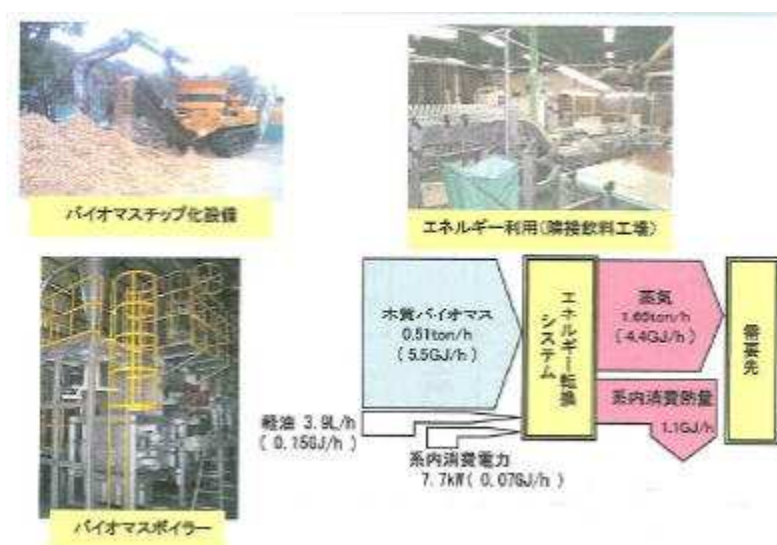 バイオマスチップ化設備
エネルギー利用(隣接飲料工場)
木質バイオマス
0.51ton/h
( 5.5GJ/h )
エネルギー転換
システム
蒸気
1.69ton/h
( 4.4GJ/h )
需要先
系内消費熱量
1.1GJ/h
軽油 3.9L/h
( 0.15GJ/h )
系内消費電力
7.7kW( 0.07GJ/h )
バイオマスボイラー